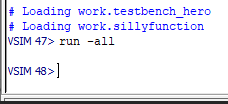 # Loading work.testbench_hero
# Loading work.sillyfunction
VSIM 47> run -all
VSIM 48>